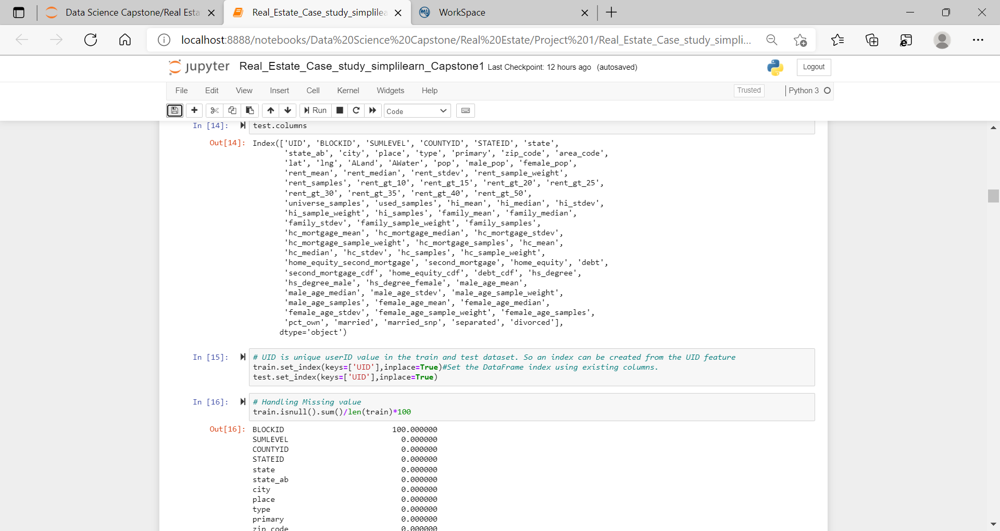 Data Science Capstone/Real Esta
Real_Estate_Case_study_simplilea
my WorkSpace
localhost:8888/notebooks/Data%20Science%20Capstone/Real%20Estate/Project%201/Real_Estate_Case_study_simpli...
jupyter Real_Estate_Case_study_simplilearn_Capstone1 Last Checkpoint: 12 hours ago (autosaved)
Logout
File Edit View Insert Cell Kernel Widgets Help
Trusted
Python 3
Run
Code
In [14]: test.columns
Out[14]: Index(['UID', 'BLOCKID', 'SUMLEVEL', 'COUNTYID', 'STATEID', 'state',
'state_ab', 'city', 'place', 'type', 'primary', 'zip_code', 'area_code',
'lat', 'lng', 'ALand', 'AWater', 'pop', 'male_pop', 'female_pop',
'rent_mean', 'rent_median', 'rent_stdev', 'rent_sample_weight',
'rent_samples', 'rent_gt_10', 'rent_gt_15', 'rent_gt_20', 'rent_gt_25',
'rent_gt_30', 'rent_gt_35', 'rent_gt_40', 'rent_gt_50',
'universe_samples', 'used_samples', 'hi_mean', 'hi_median', 'hi_stdev',
'hi_sample_weight', 'hi_samples', 'family_mean', 'family_median',
'family_stdev', 'family_sample_weight', 'family_samples',
'hc_mortgage_mean', 'hc_mortgage_median', 'hc_mortgage_stdev',
'hc_mortgage_sample_weight', 'hc_mortgage_samples', 'hc_mean',
'hc_median', 'hc_stdev', 'hc_samples', 'hc_sample_weight',
'home_equity_second_mortgage', 'second_mortgage', 'home_equity', 'debt',
'second_mortgage_cdf', 'home_equity_cdf', 'debt_cdf', 'hs_degree',
'hs_degree_male', 'hs_degree_female', 'male_age_mean',
'male_age_median', 'male_age_stdev', 'male_age_sample_weight',
'male_age_samples', 'female_age_mean', 'female_age_median',
'female_age_stdev', 'female_age_sample_weight', 'female_age_samples',
'pct_own', 'married', 'married_snp', 'separated', 'divorced'],
dtype='object')
In [15]: # UID is unique userID value in the train and test dataset. So an index can be created from the UID feature
train.set_index(keys=['UID'],inplace=True)#Set the DataFrame index using existing columns.
test.set_index(keys=['UID'],inplace=True)
In [16]: # Handling Missing value
train.isnull().sum()/len(train)*100
Out[16]: BLOCKID 100.000000
SUMLEVEL 0.000000
COUNTYID 0.000000
STATEID 0.000000
state 0.000000
state_ab 0.000000
city 0.000000
place 0.000000
type 0.000000
primary 0.000000
zip_code 0.000000